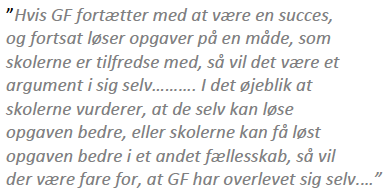 ”Hvis GF fortætter med at være en succes,
og fortsat løser opgaver på en måde, som
skolerne er tilfredse med, så vil det være et
argument i sig selv.......... I det øjeblik at
skolerne vurderer, at de selv kan løse
opgaven bedre, eller skolerne kan få løst
opgaven bedre i et andet fællesskab, så vil
der være fare for, at GF har overlevet sig selv....”